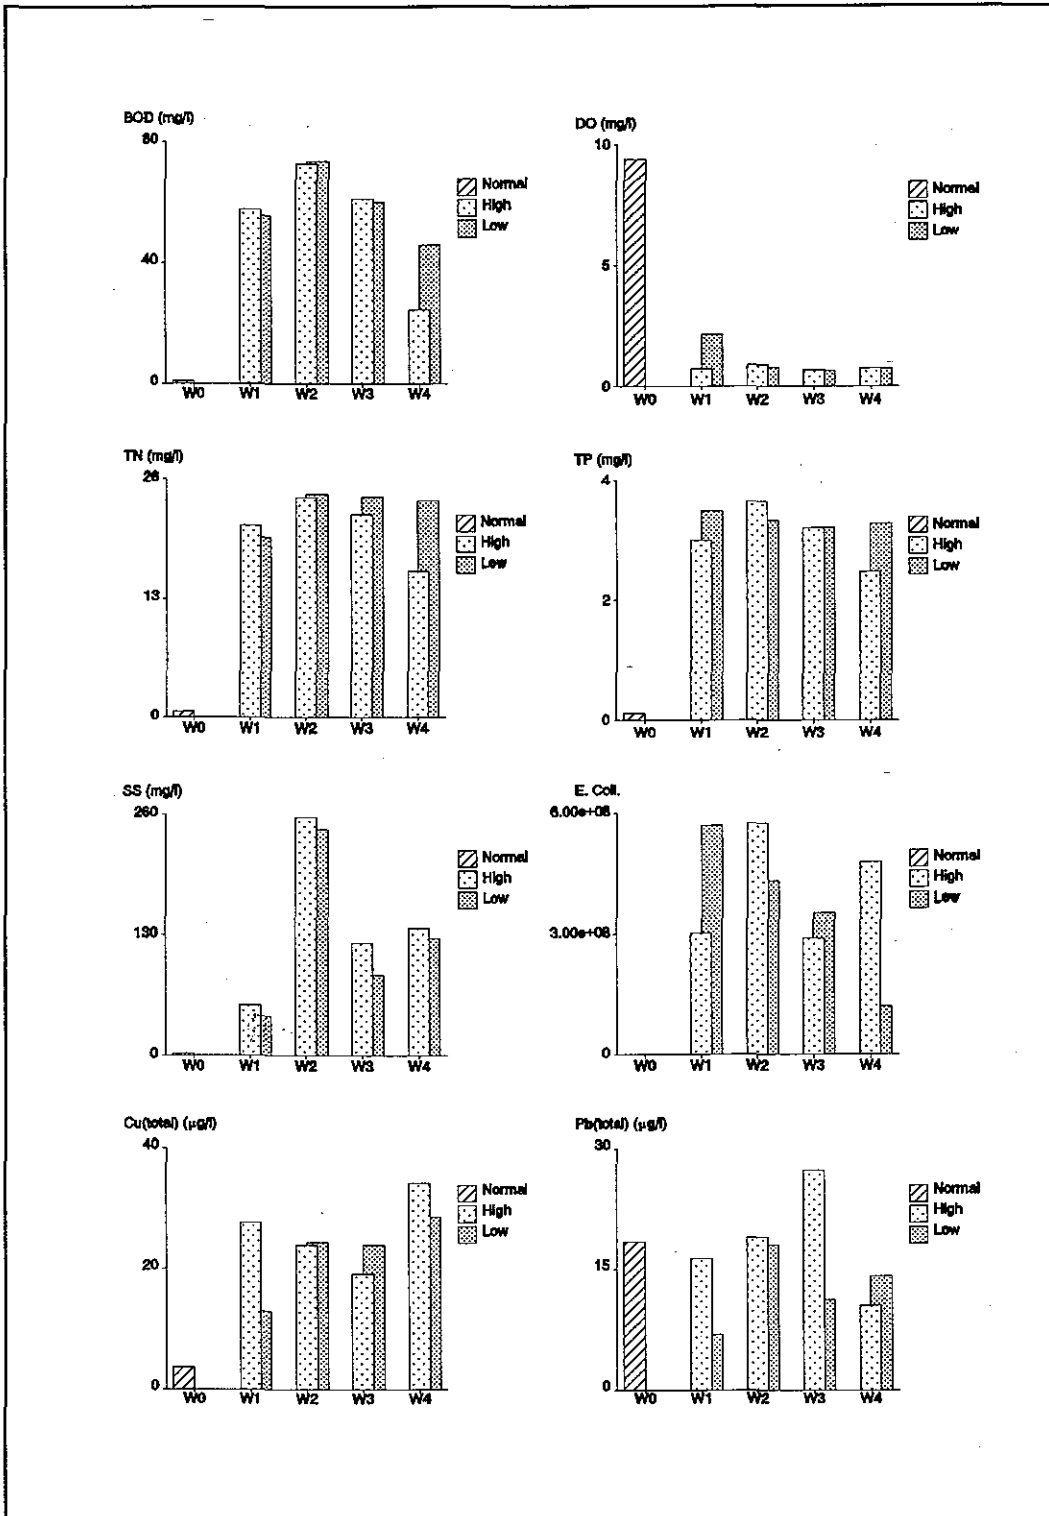 BOD (mg/l)
80
40
0
W0 W1 W2 W3 W4
Normal
High
Low
DO (mg/l)
10
5
0
W0 W1 W2 W3 W4
Normal
High
Low
TN (mg/l)
26
13
0
W0 W1 W2 W3 W4
Normal
High
Low
TP (mg/l)
4
2
0
W0 W1 W2 W3 W4
Normal
High
Low
SS (mg/l)
260
130
0
W0 W1 W2 W3 W4
Normal
High
Low
E. Coli.
6.00e+08
3.00e+08
0
W0 W1 W2 W3 W4
Normal
High
Low
Cu(total) (µg/l)
40
20
0
W0 W1 W2 W3 W4
Normal
High
Low
Pb(total) (µg/l)
30
15
0
W0 W1 W2 W3 W4
Normal
High
Low